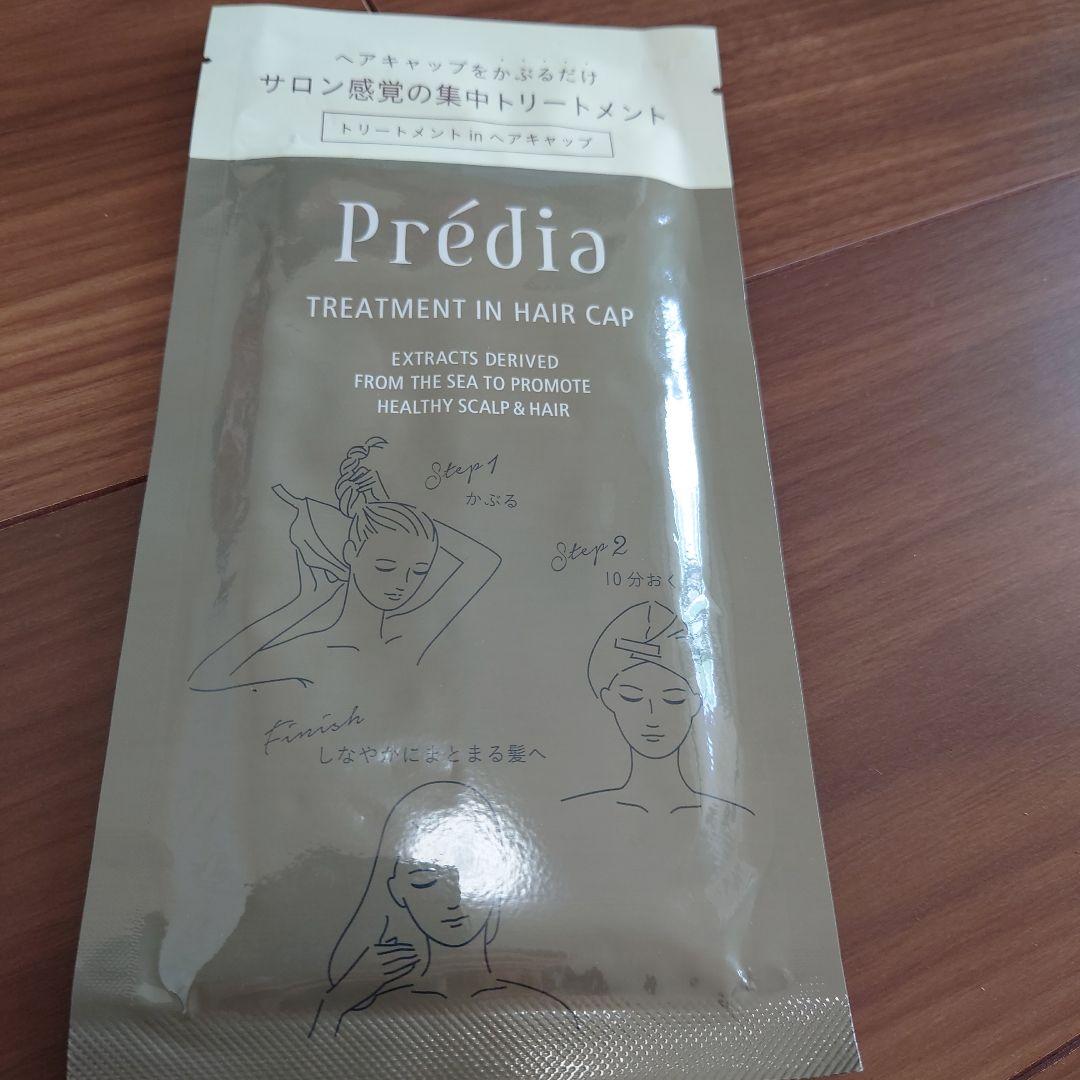 ヘアキャップをかぶるだけ
サロン感覚の集中トリートメント
トリートメント in ヘアキャップ
Prédia
TREATMENT IN HAIR CAP
EXTRACTS DERIVED
FROM THE SEA TO PROMOTE
HEALTHY SCALP & HAIR
Step 1
かぶる
Step 2
10分おく
Finish
しなやかにまとまる髪へ